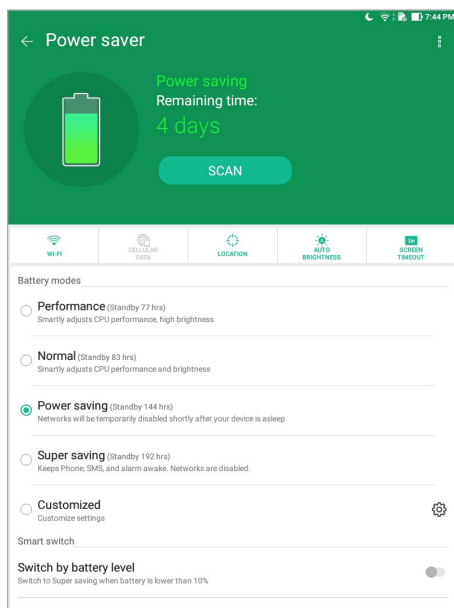 7:44 PM
Power saver
Power saving
Remaining time:
4 days
SCAN
WI-FI
CELLULAR
DATA
LOCATION
AUTO
BRIGHTNESS
1m
SCREEN
TIMEOUT
Battery modes
Performance (Standby 77 hrs)
Smartly adjusts CPU performance, high brightness
Normal (Standby 83 hrs)
Smartly adjusts CPU performance and brightness
Power saving (Standby 144 hrs)
Networks will be temporarily disabled shortly after your device is asleep
Super saving (Standby 192 hrs)
Keeps Phone, SMS, and alarm awake. Networks are disabled.
Customized
Customize settings
Smart switch
Switch by battery level
Switch to Super saving when battery is lower than 10%